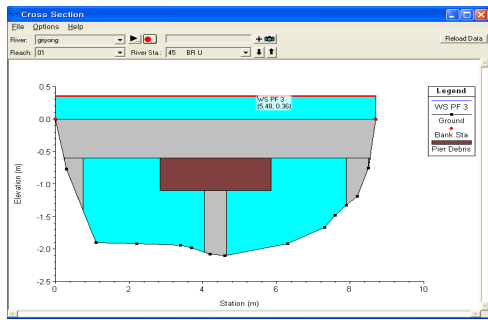 Cross Section
File Options Help
River: giyong
Reload Data
Reach: 01 River Sta.: 45 BR U
WS PF 3
(5.48, 0.36)
Legend
WS PF 3
Ground
Bank Sta
Pier Debris
Elevation (m)
0.5
0.0
-0.5
-1.0
-1.5
-2.0
-2.5
0 2 4 6 8 10
Station (m)